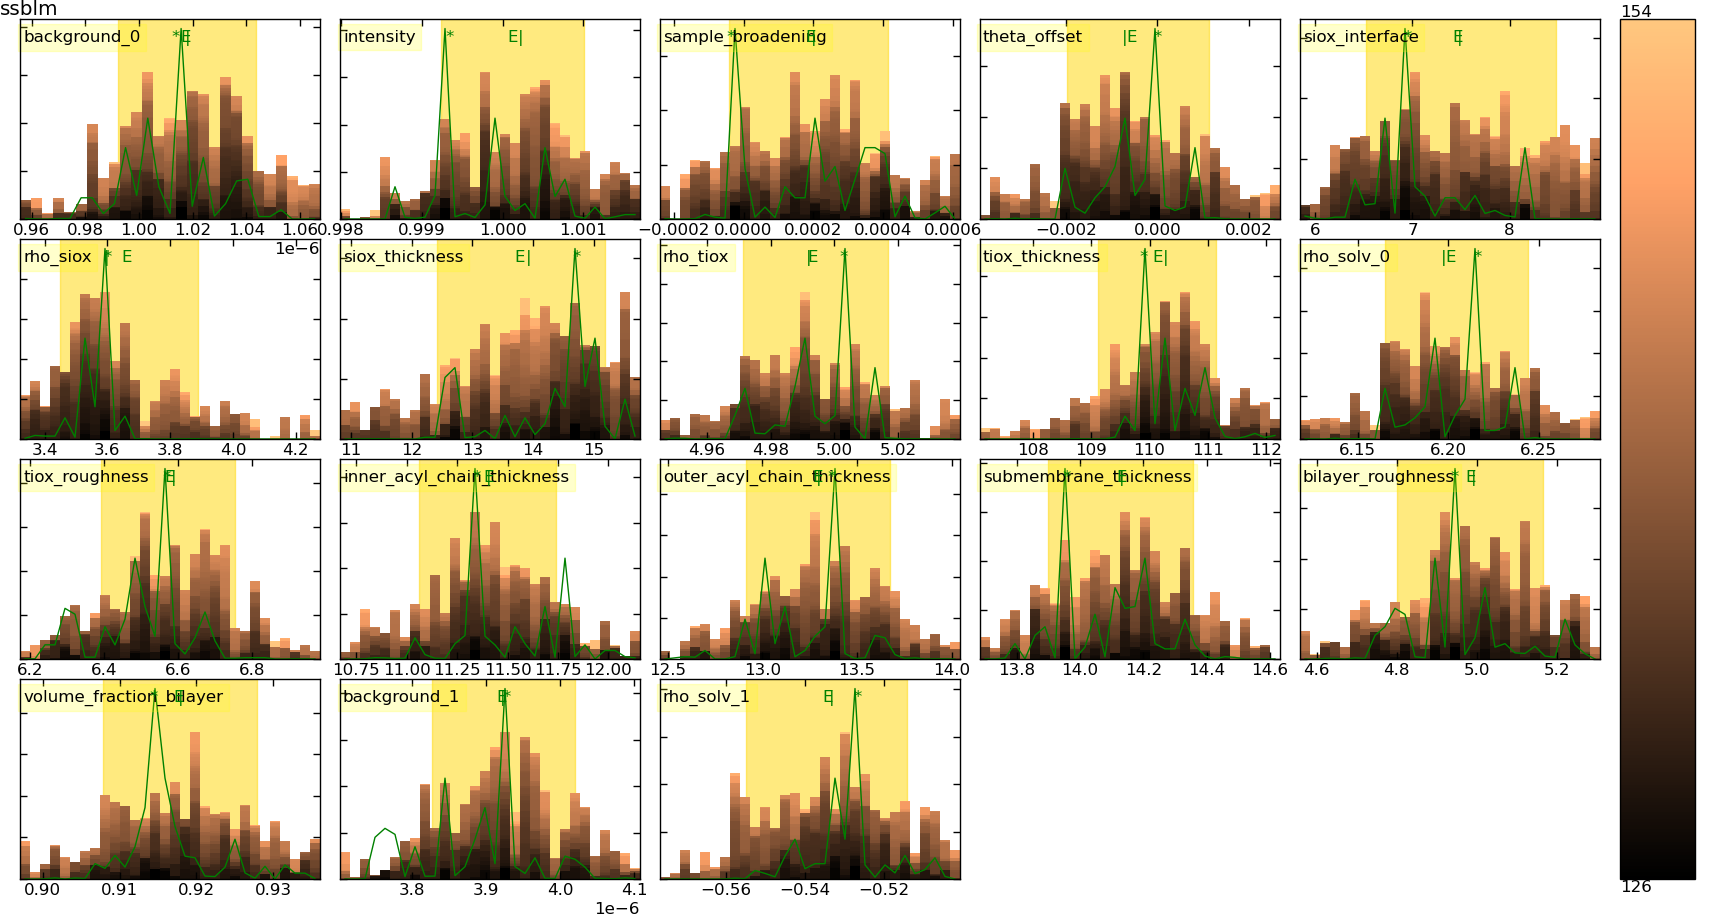 ssblm
154
background_0 *E|
intensity * E|
sample_broadening * E|
theta_offset |E *
siox_interface * E|
0.96 0.98 1.00 1.02 1.04 1.06
1e−6
0.998 0.999 1.000 1.001
−0.0002 0.0000 0.0002 0.0004 0.0006
−0.002 0.000 0.002
6 7 8
rho_siox |* E
siox_thickness E| *
rho_tiox |E *
tiox_thickness * E|
rho_solv_0 |E *
3.4 3.6 3.8 4.0 4.2
11 12 13 14 15
4.96 4.98 5.00 5.02
108 109 110 111 112
6.15 6.20 6.25
tiox_roughness *E|
inner_acyl_chain_thickness * E|
outer_acyl_chain_thickness E| *
submembrane_thickness * E|
bilayer_roughness * E|
6.2 6.4 6.6 6.8
10.75 11.00 11.25 11.50 11.75 12.00
12.5 13.0 13.5 14.0
13.8 14.0 14.2 14.4 14.6
4.6 4.8 5.0 5.2
volume_fraction_bilayer * E|
background_1 E|*
rho_solv_1 E| *
0.90 0.91 0.92 0.93
3.8 3.9 4.0 4.1
1e−6
−0.56 −0.54 −0.52
126